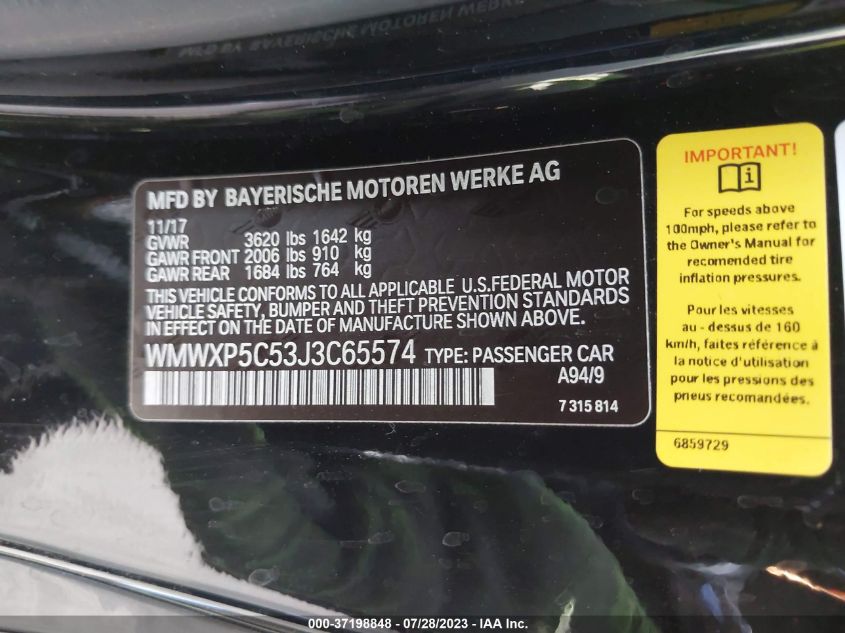 MFD BY BAYERISCHE MOTOREN WERKE AG
11/17
GVWR 3620 lbs 1642 kg
GAWR FRONT 2006 lbs 910 kg
GAWR REAR 1684 lbs 764 kg
THIS VEHICLE CONFORMS TO ALL APPLICABLE U.S.FEDERAL MOTOR
VEHICLE SAFETY, BUMPER AND THEFT PREVENTION STANDARDS
IN EFFECT ON THE DATE OF MANUFACTURE SHOWN ABOVE.
WMWXP5C53J3C65574 TYPE: PASSENGER CAR
A94/9
7 315 814
IMPORTANT!
For speeds above
100mph, please refer to
the Owner's Manual for
recomended tire
inflation pressures.
Pour les vitesses
au - dessus de 160
km/h, faites référence
au manuel d'utilisation
pour les pressions des
pneus recomandées.
6859729
000-37198848 - 07/28/2023 - IAA Inc.